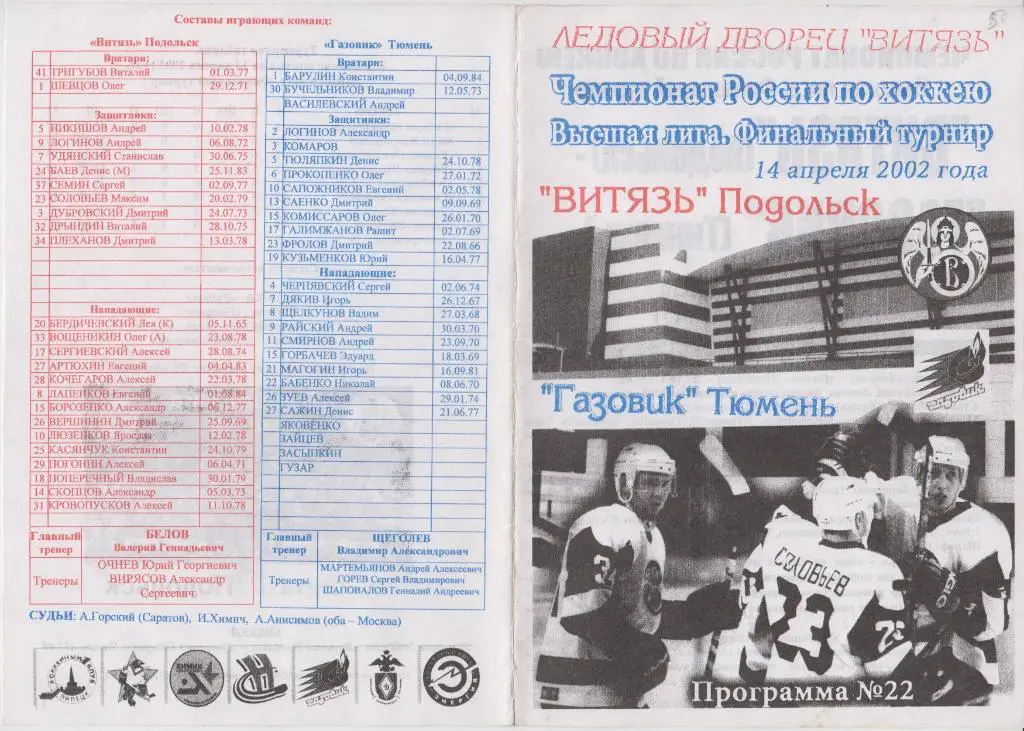 Составы играющих команд:
«Витязь» Подольск
Вратари:
41 ТРИГУБОВ Виталий 01.03.77
1 ШЕВЦОВ Олег 29.12.71
Защитники:
5 НИКИШОВ Андрей 10.02.78
9 ЛОГИНОВ Андрей 06.08.72
7 УДЯНСКИЙ Станислав 30.06.75
24 БАЕВ Денис (М) 25.11.83
37 СЕМИН Сергей 02.09.77
23 СОЛОВЬЕВ Максим 20.02.79
3 ДУБРОВСКИЙ Дмитрий 24.07.73
32 ДРЫНДИН Виталий 28.10.75
34 ПЛЕХАНОВ Дмитрий 13.03.78
Нападающие:
20 БЕРДИЧЕВСКИЙ Лев (К) 05.11.65
33 ВОЩЕНИКИН Олег (А) 23.08.78
17 СЕРГИЕВСКИЙ Алексей 28.08.74
27 АРТЮХИН Евгений 04.04.83
28 КОЧЕГАРОВ Алексей 22.03.78
8 ЛАПЕНКОВ Евгений 01.08.84
15 БОРОЗЕНКО Александр 06.12.77
26 ВЕРШИНИН Дмитрий 25.09.69
10 ЛЮЗЕНКОВ Ярослав 12.02.78
25 КАСЯНЧУК Константин 24.10.79
29 ПОГОНИН Алексей 06.04.71
18 ПОПЕРЕЧНЫЙ Владислав 30.01.79
14 СКОПЦОВ Александр 05.03.73
31 КРОВОПУСКОВ Алексей 11.10.78
Главный тренер
БЕЛОВ
Валерий Геннадьевич
Тренеры
ОЧНЕВ Юрий Георгиевич
ВИРЯСОВ Александр
Сергеевич
«Газовик» Тюмень
Вратари:
1 БАРУЛИН Константин 04.09.84
30 БУЧЕЛЬНИКОВ Владимир 12.05.73
ВАСИЛЕВСКИЙ Андрей
Защитники:
2 ЛОГИНОВ Александр
3 КОМАРОВ
5 ТЮЛЯПКИН Денис 24.10.78
6 ПРОКОПЕНКО Олег 27.01.72
10 САПОЖНИКОВ Евгений 02.05.78
13 САЕНКО Дмитрий 09.09.69
15 КОМИССАРОВ Олег 26.01.70
17 ГАЛИМЖАНОВ Рашит 02.07.69
23 ФРОЛОВ Дмитрий 22.08.66
19 КУЗЬМЕНКОВ Юрий 16.04.77
Нападающие:
4 ЧЕРНЯВСКИЙ Сергей 02.06.74
7 ДЯКИВ Игорь 26.12.67
8 ЩЕЛКУНОВ Вадим 27.03.68
9 РАЙСКИЙ Андрей 30.03.70
11 СМИРНОВ Андрей 23.09.70
15 ГОРБАЧЕВ Эдуард 18.03.69
21 МАГОГИН Игорь 16.09.81
22 БАБЕНКО Николай 08.06.70
26 ЗУЕВ Алексей 29.01.74
27 САЖИН Денис 21.06.77
ЯКОВЕНКО
ЗАЙЦЕВ
ЗАСЫПКИН
ГУЗАР
Главный тренер
ЩЕГОЛЕВ
Владимир Александрович
Тренеры
МАРТЕМЬЯНОВ Андрей Алексеевич
ГОРЕВ Сергей Владимирович
ШАПОВАЛОВ Геннадий Андреевич
СУДЬИ: А.Горский (Саратов), И.Химич, А.Анисимов (оба – Москва)
ХОККЕЙНЫЙ КЛУБ
ЛИПЕЦК
ХИМИК
газовик
ЛЕДОВЫЙ ДВОРЕЦ "ВИТЯЗЬ"
Чемпионат России по хоккею
Высшая лига. Финальный турнир
14 апреля 2002 года
"ВИТЯЗЬ" Подольск
В
газовик
"Газовик" Тюмень
СОЛОВЬЕВ
23
Программа №22